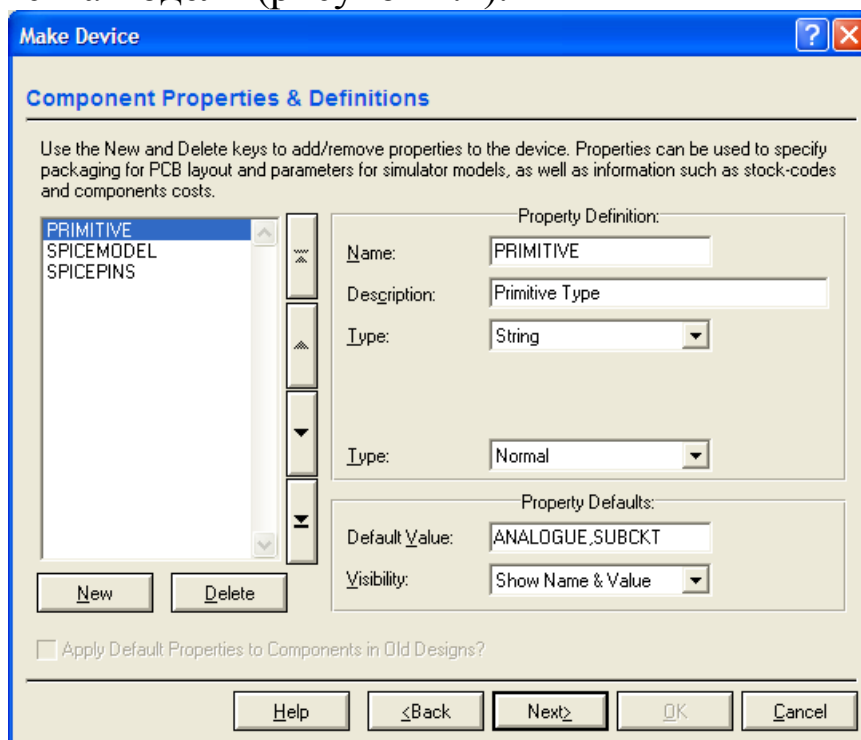 Make Device
Component Properties & Definitions
Use the New and Delete keys to add/remove properties to the device. Properties can be used to specify
packaging for PCB layout and parameters for simulator models, as well as information such as stock-codes
and components costs.
PRIMITIVE
SPICEMODEL
SPICEPINS
New
Delete
Property Definition:
Name:
PRIMITIVE
Description:
Primitive Type
Type:
String
Type:
Normal
Property Defaults:
Default Value:
ANALOGUE,SUBCKT
Visibility:
Show Name & Value
Apply Default Properties to Components in Old Designs?
Help
<Back
Next>
OK
Cancel